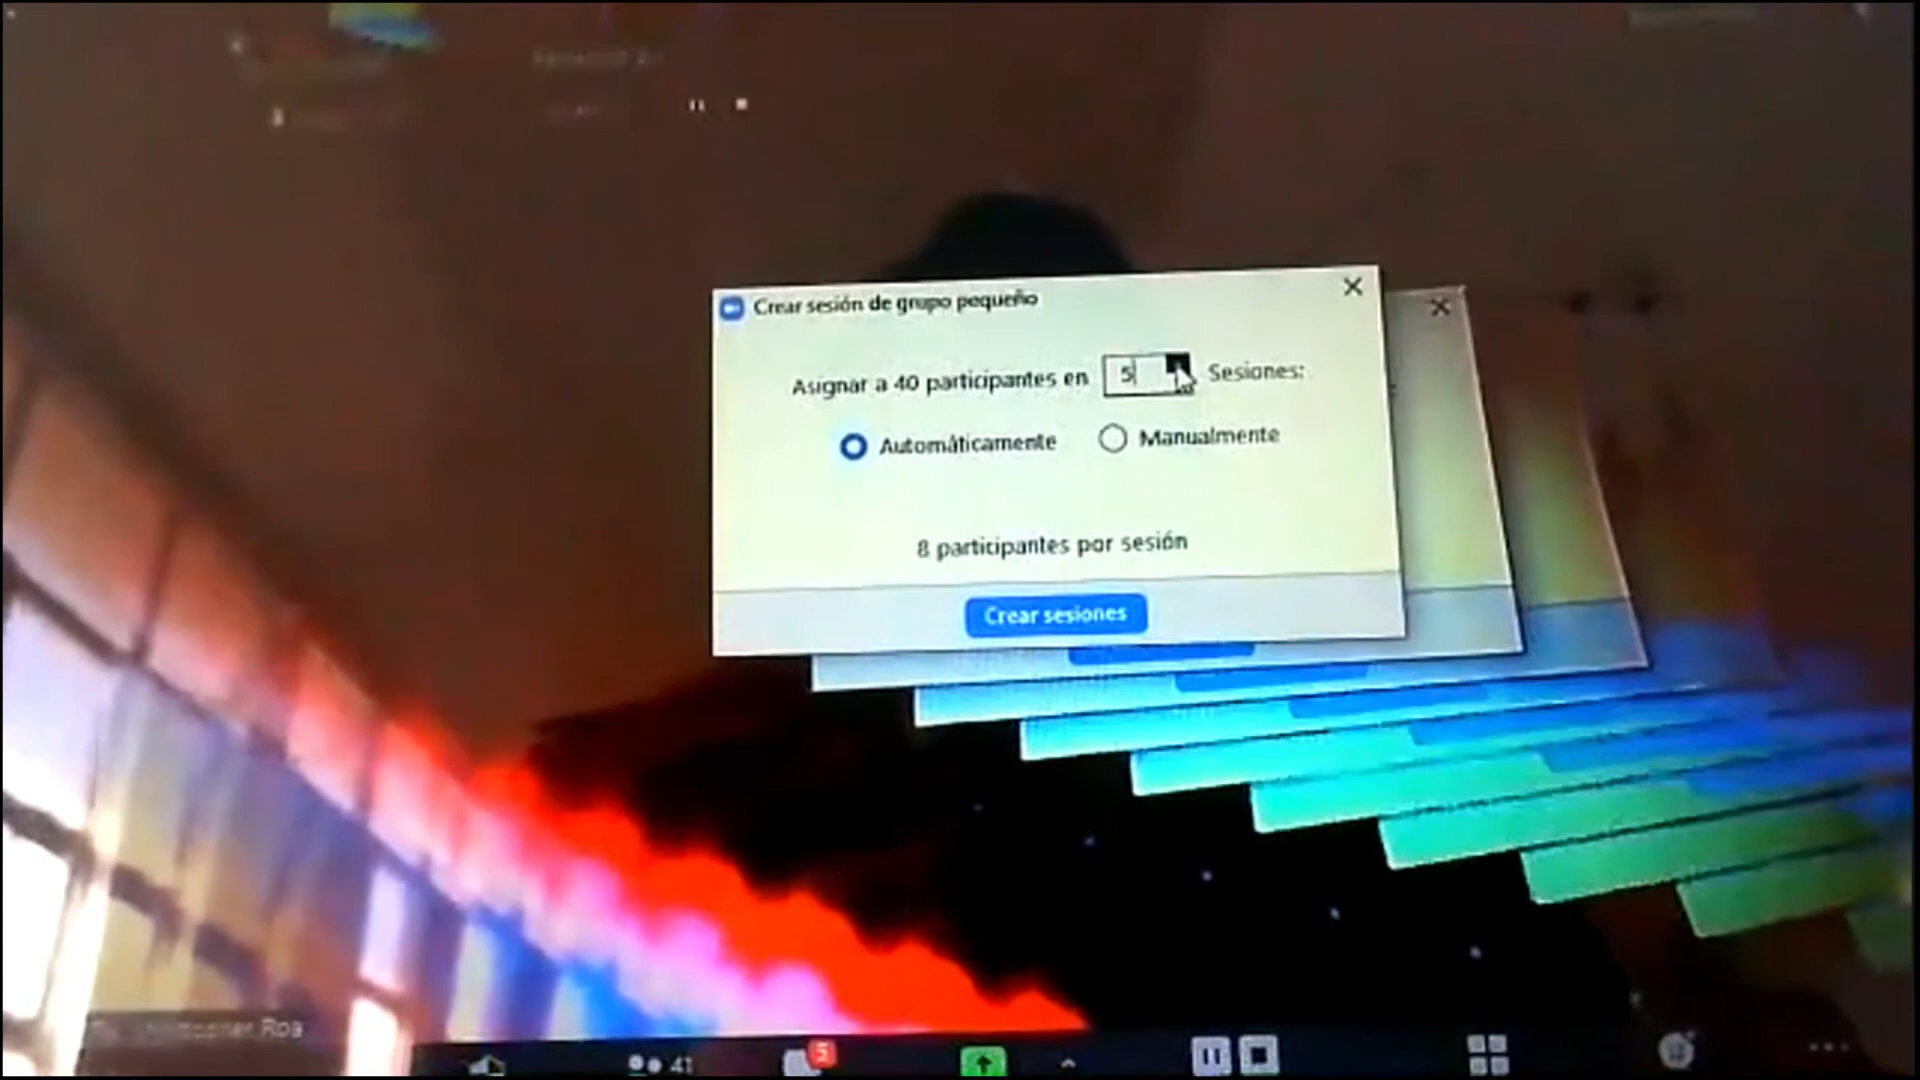 Crear sesión de grupo pequeño
Asignar a 40 participantes en 5 Sesiones:
Automáticamente Manualmente
8 participantes por sesión
Crear sesiones
Roa
41
5